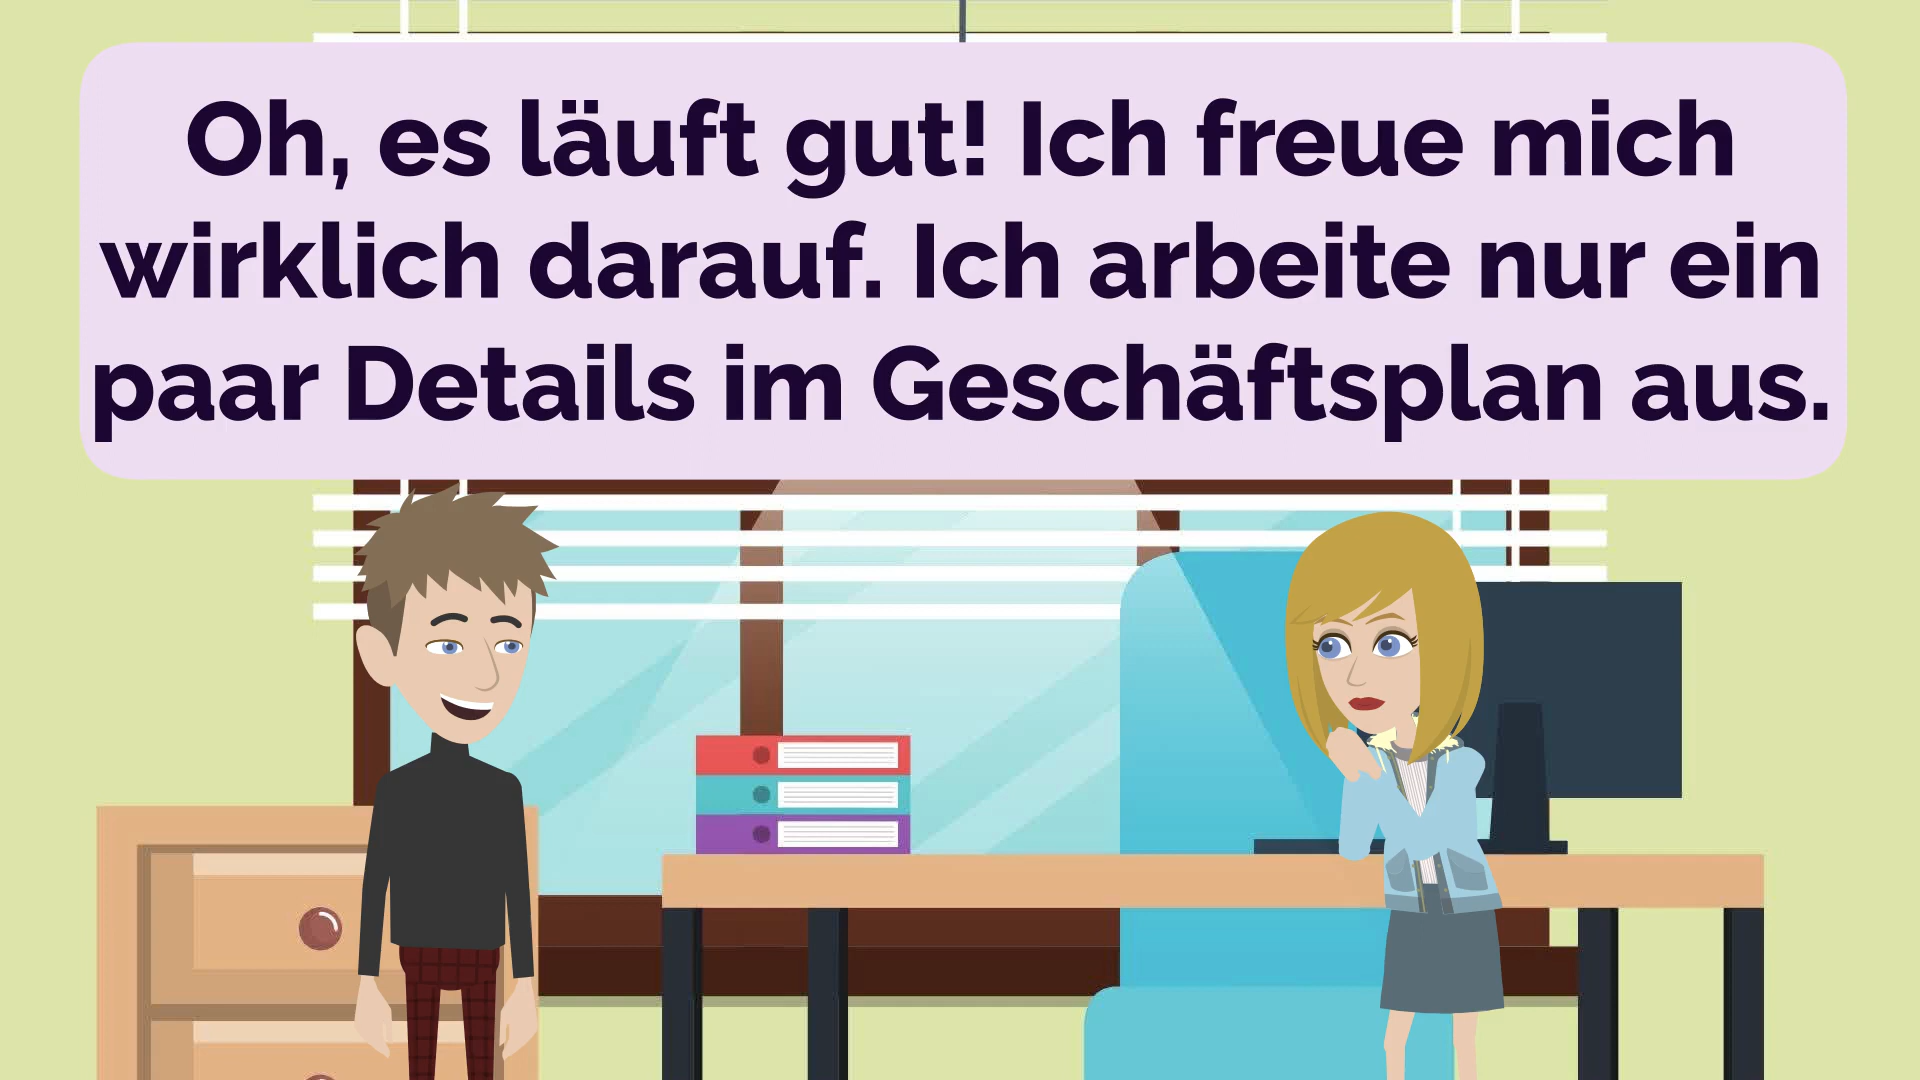 Oh, es läuft gut! Ich freue mich
wirklich darauf. Ich arbeite nur ein
paar Details im Geschäftsplan aus.